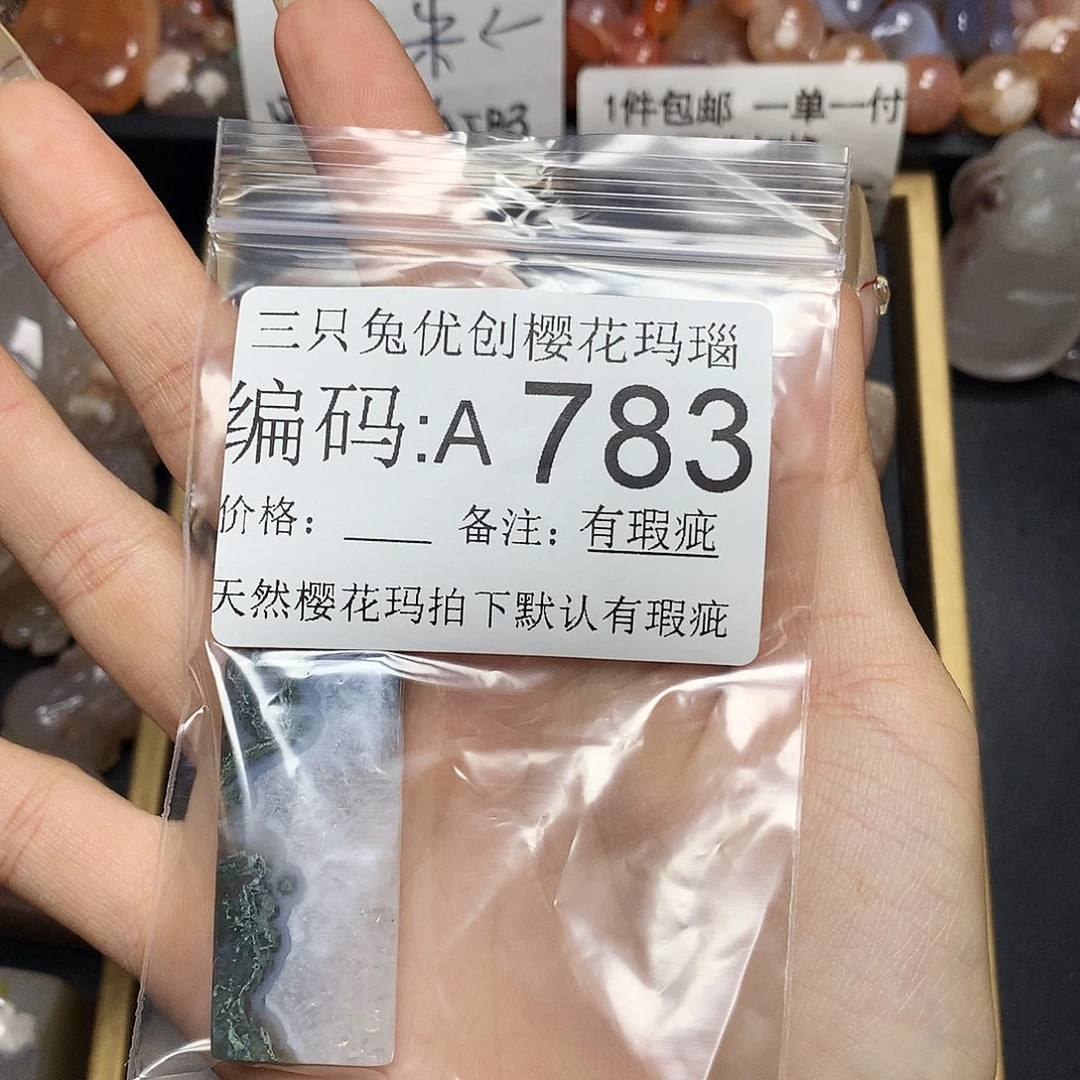 米←
1件包邮 一单一付
三只兔优创樱花玛瑙
编码:A 783
价格：____ 备注：有瑕疵
天然樱花玛拍下默认有瑕疵